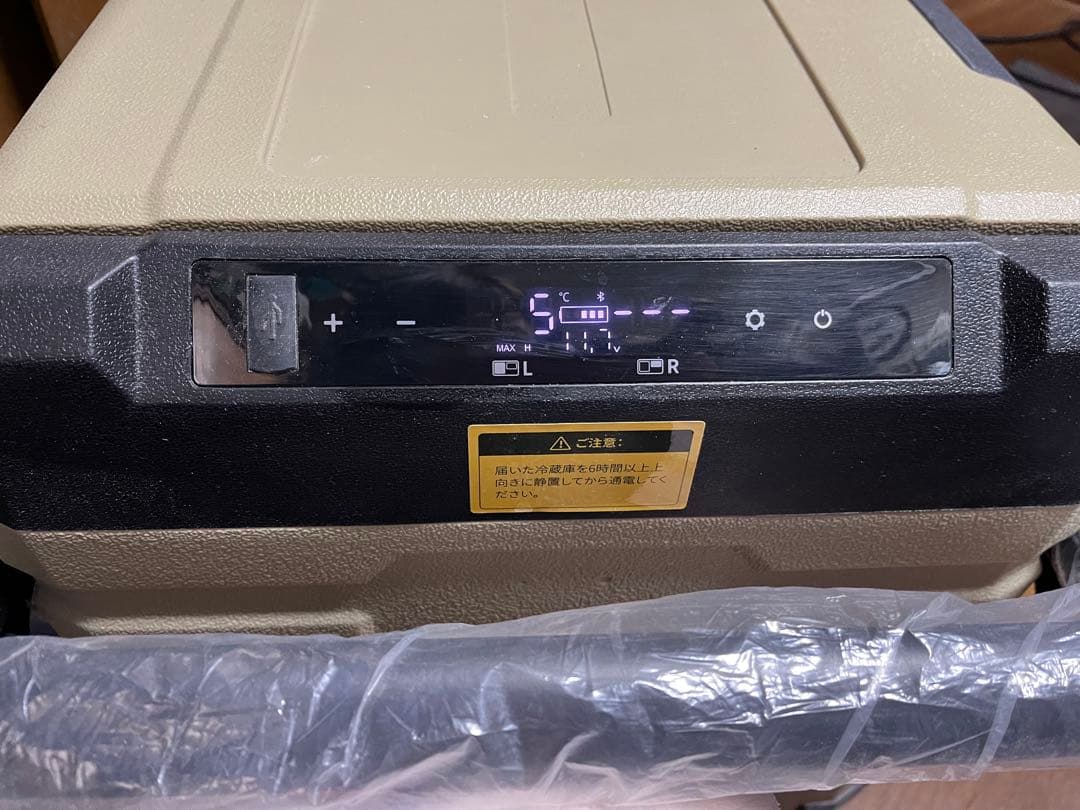 5 °C ---
MAX H 11.7v
L R
ご注意:
届いた冷蔵庫を6時間以上上
向きに静置してから通電してく
ださい。